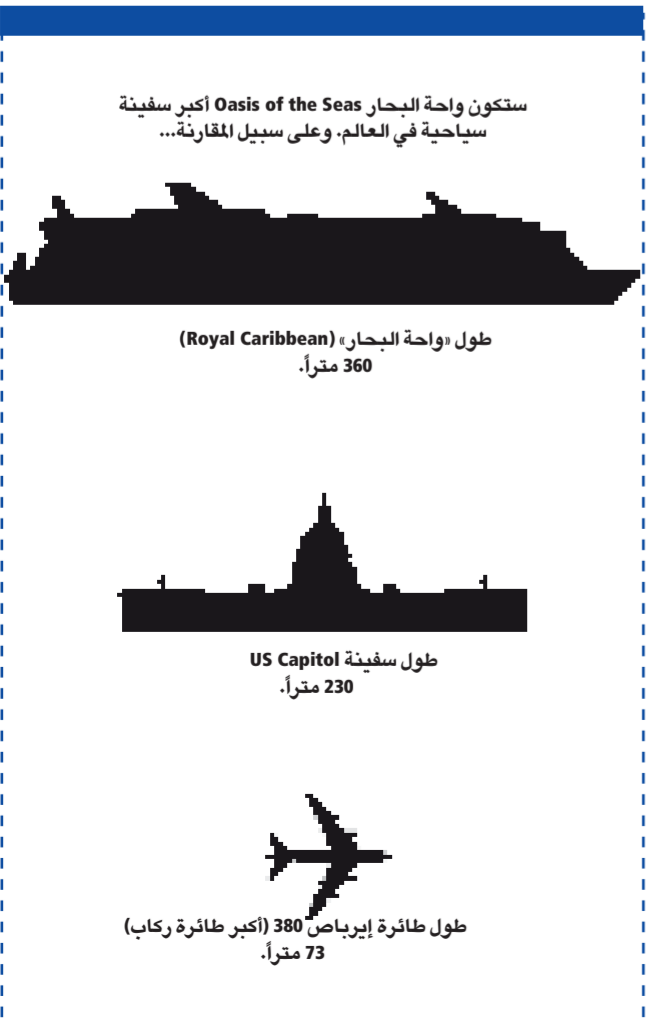 ستكون واحة البحار Oasis of the Seas أكبر سفينة
سياحية في العالم. وعلى سبيل المقارنة...
طول «واحة البحار» (Royal Caribbean)
360 متراً.
طول سفينة US Capitol
230 متراً.
طول طائرة إيرباص 380 (أكبر طائرة ركاب)
73 متراً.